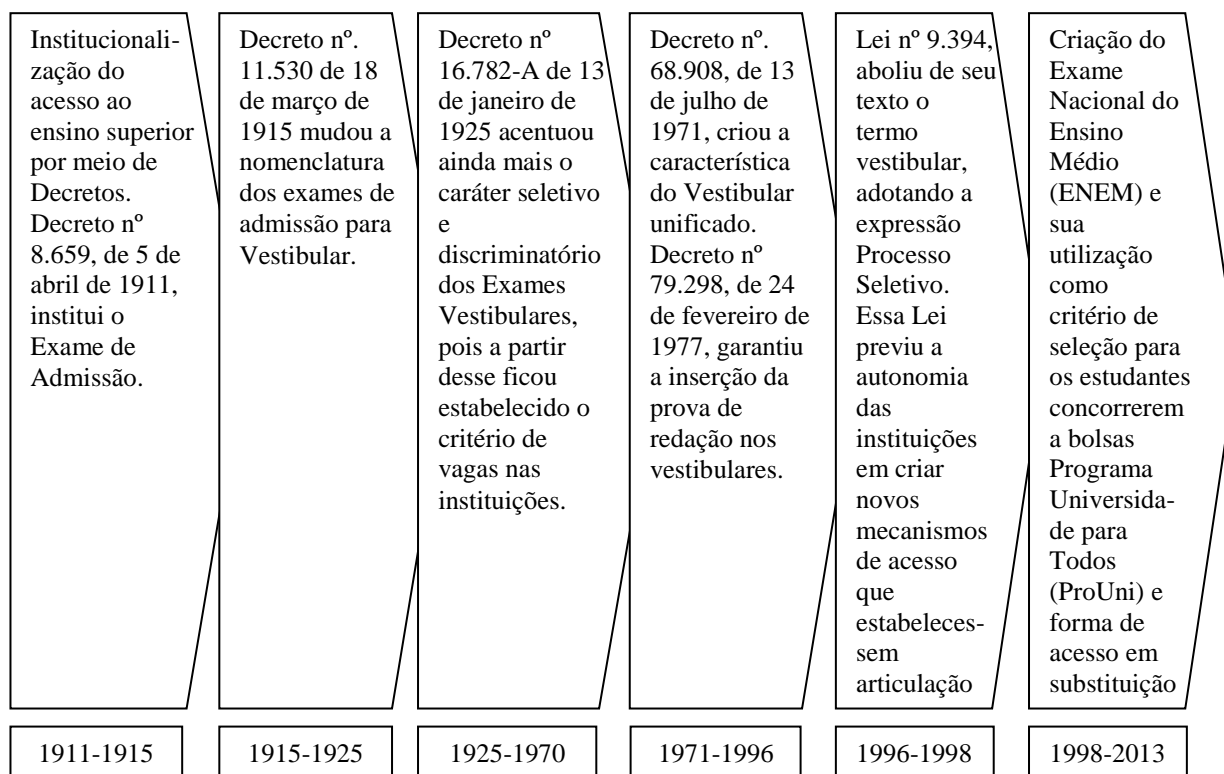 Institucionali-
zação do
acesso ao
ensino superior
por meio de
Decretos.
Decreto nº
8.659, de 5 de
abril de 1911,
institui o
Exame de
Admissão.
Decreto nº.
11.530 de 18
de março de
1915 mudou a
nomenclatura
dos exames de
admissão para
Vestibular.
Decreto nº
16.782-A de 13
de janeiro de
1925 acentuou
ainda mais o
caráter seletivo
e
discriminatório
dos Exames
Vestibulares,
pois a partir
desse ficou
estabelecido o
critério de
vagas nas
instituições.
Decreto nº.
68.908, de 13
de julho de
1971, criou a
característica
do Vestibular
unificado.
Decreto nº
79.298, de 24
de fevereiro de
1977, garantiu
a inserção da
prova de
redação nos
vestibulares.
Lei nº 9.394,
aboliu de seu
texto o
termo
vestibular,
adotando a
expressão
Processo
Seletivo.
Essa Lei
previu a
autonomia
das
instituições
em criar
novos
mecanismos
de acesso
que
estabeleces-
sem
articulação
Criação do
Exame
Nacional do
Ensino
Médio
(ENEM) e
sua
utilização
como
critério de
seleção para
os estudantes
concorrerem
a bolsas
Programa
Universida-
de para
Todos
(ProUni) e
forma de
acesso em
substituição
1911-1915
1915-1925
1925-1970
1971-1996
1996-1998
1998-2013